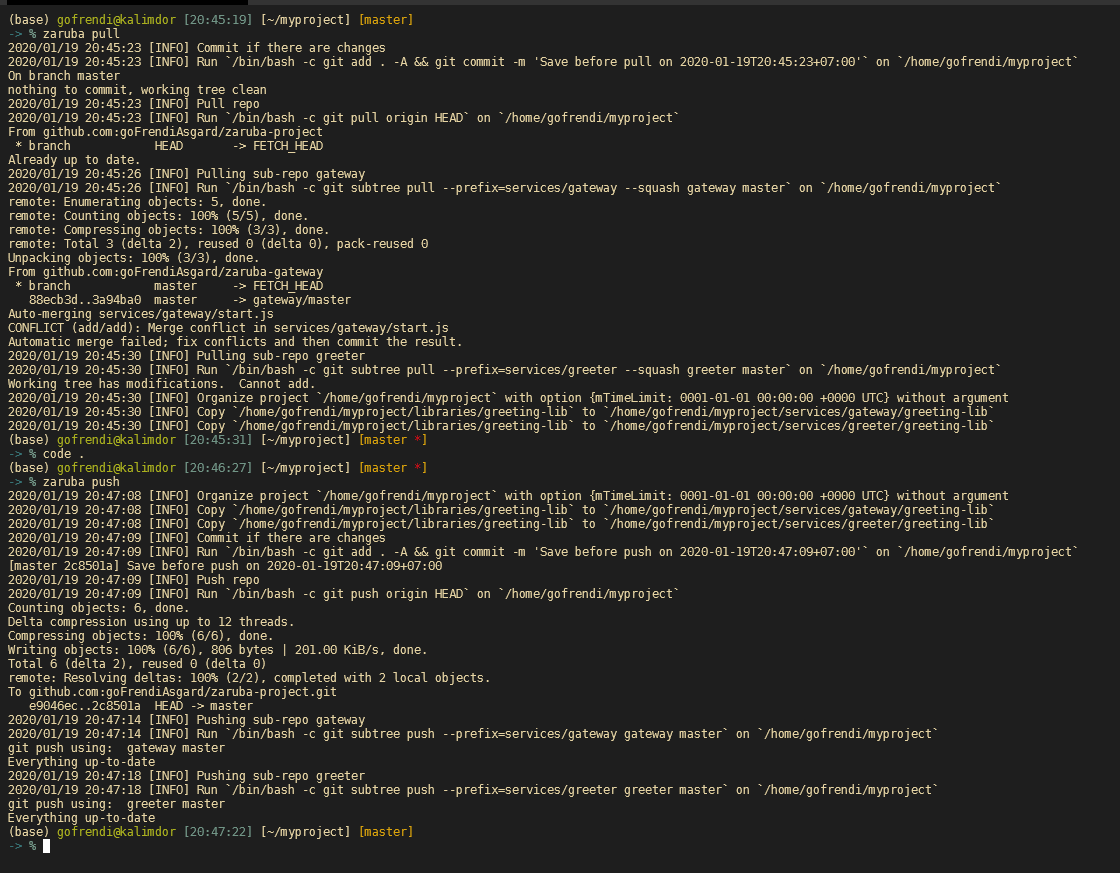 (base) gofrendi@kalimdor [20:45:19] [~/myproject] [master]
-> % zaruba pull
2020/01/19 20:45:23 [INFO] Commit if there are changes
2020/01/19 20:45:23 [INFO] Run `/bin/bash -c git add . -A && git commit -m 'Save before pull on 2020-01-19T20:45:23+07:00'` on `/home/gofrendi/myproject`
On branch master
nothing to commit, working tree clean
2020/01/19 20:45:23 [INFO] Pull repo
2020/01/19 20:45:23 [INFO] Run `/bin/bash -c git pull origin HEAD` on `/home/gofrendi/myproject`
From github.com:goFrendiAsgard/zaruba-project
 * branch            HEAD       -> FETCH_HEAD
Already up to date.
2020/01/19 20:45:26 [INFO] Pulling sub-repo gateway
2020/01/19 20:45:26 [INFO] Run `/bin/bash -c git subtree pull --prefix=services/gateway --squash gateway master` on `/home/gofrendi/myproject`
remote: Enumerating objects: 5, done.
remote: Counting objects: 100% (5/5), done.
remote: Compressing objects: 100% (3/3), done.
remote: Total 3 (delta 2), reused 0 (delta 0), pack-reused 0
Unpacking objects: 100% (3/3), done.
From github.com:goFrendiAsgard/zaruba-gateway
 * branch            master     -> FETCH_HEAD
   88ecb3d..3a94ba0  master     -> gateway/master
Auto-merging services/gateway/start.js
CONFLICT (add/add): Merge conflict in services/gateway/start.js
Automatic merge failed; fix conflicts and then commit the result.
2020/01/19 20:45:30 [INFO] Pulling sub-repo greeter
2020/01/19 20:45:30 [INFO] Run `/bin/bash -c git subtree pull --prefix=services/greeter --squash greeter master` on `/home/gofrendi/myproject`
Working tree has modifications.  Cannot add.
2020/01/19 20:45:30 [INFO] Organize project `/home/gofrendi/myproject` with option {mTimeLimit: 0001-01-01 00:00:00 +0000 UTC} without argument
2020/01/19 20:45:30 [INFO] Copy `/home/gofrendi/myproject/libraries/greeting-lib` to `/home/gofrendi/myproject/services/gateway/greeting-lib`
2020/01/19 20:45:30 [INFO] Copy `/home/gofrendi/myproject/libraries/greeting-lib` to `/home/gofrendi/myproject/services/greeter/greeting-lib`
(base) gofrendi@kalimdor [20:45:31] [~/myproject] [master *]
-> % code .
(base) gofrendi@kalimdor [20:46:27] [~/myproject] [master *]
-> % zaruba push
2020/01/19 20:47:08 [INFO] Organize project `/home/gofrendi/myproject` with option {mTimeLimit: 0001-01-01 00:00:00 +0000 UTC} without argument
2020/01/19 20:47:08 [INFO] Copy `/home/gofrendi/myproject/libraries/greeting-lib` to `/home/gofrendi/myproject/services/gateway/greeting-lib`
2020/01/19 20:47:08 [INFO] Copy `/home/gofrendi/myproject/libraries/greeting-lib` to `/home/gofrendi/myproject/services/greeter/greeting-lib`
2020/01/19 20:47:09 [INFO] Commit if there are changes
2020/01/19 20:47:09 [INFO] Run `/bin/bash -c git add . -A && git commit -m 'Save before push on 2020-01-19T20:47:09+07:00'` on `/home/gofrendi/myproject`
[master 2c8501a] Save before push on 2020-01-19T20:47:09+07:00
2020/01/19 20:47:09 [INFO] Push repo
2020/01/19 20:47:09 [INFO] Run `/bin/bash -c git push origin HEAD` on `/home/gofrendi/myproject`
Counting objects: 6, done.
Delta compression using up to 12 threads.
Compressing objects: 100% (6/6), done.
Writing objects: 100% (6/6), 806 bytes | 201.00 KiB/s, done.
Total 6 (delta 2), reused 0 (delta 0)
remote: Resolving deltas: 100% (2/2), completed with 2 local objects.
To github.com:goFrendiAsgard/zaruba-project.git
   e9046ec..2c8501a  HEAD -> master
2020/01/19 20:47:14 [INFO] Pushing sub-repo gateway
2020/01/19 20:47:14 [INFO] Run `/bin/bash -c git subtree push --prefix=services/gateway gateway master` on `/home/gofrendi/myproject`
git push using:  gateway master
Everything up-to-date
2020/01/19 20:47:18 [INFO] Pushing sub-repo greeter
2020/01/19 20:47:18 [INFO] Run `/bin/bash -c git subtree push --prefix=services/greeter greeter master` on `/home/gofrendi/myproject`
git push using:  greeter master
Everything up-to-date
(base) gofrendi@kalimdor [20:47:22] [~/myproject] [master]
-> %